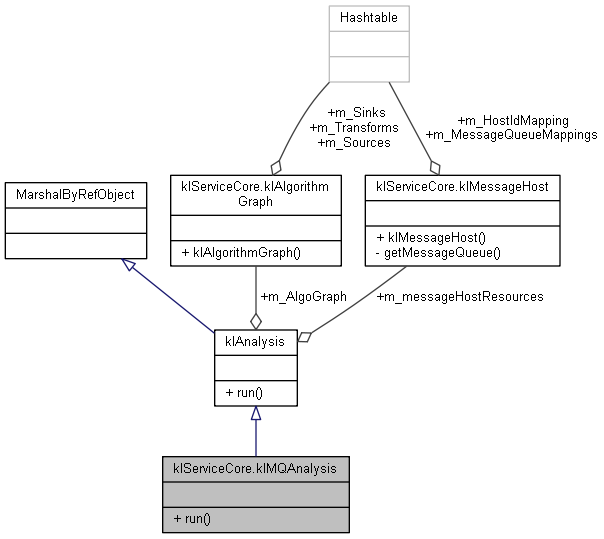 Hashtable
+m_Sinks
+m_Transforms
+m_Sources
+m_HostIdMapping
+m_MessageQueueMappings
MarshalByRefObject
klServiceCore.klAlgorithm
Graph
+ klAlgorithmGraph()
klServiceCore.klMessageHost
+ klMessageHost()
- getMessageQueue()
+m_AlgoGraph
+m_messageHostResources
klAnalysis
+ run()
klServiceCore.klMQAnalysis
+ run()